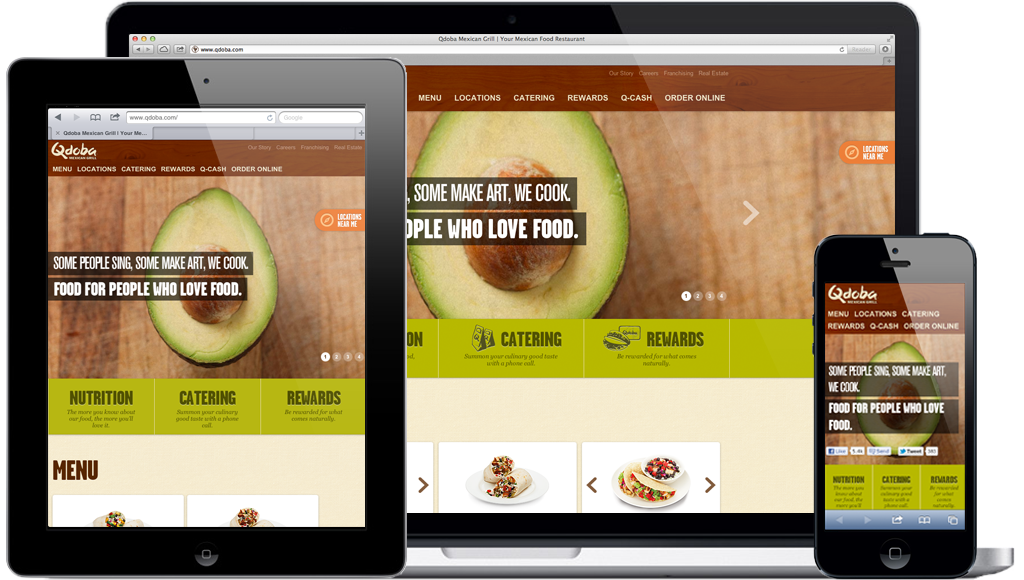 Qdoba Mexican Grill | Your Mexican Food Restaurant
www.qdoba.com
Reader
Our Story Careers Franchising Real Estate
MENU LOCATIONS CATERING REWARDS Q-CASH ORDER ONLINE
LOCATIONS
NEAR ME
, SOME MAKE ART, WE COOK.
OPLE WHO LOVE FOOD.
1 2 3 4
ON
d,
CATERING
Summon your culinary good taste
with a phone call.
REWARDS
Be rewarded for what comes
naturally.
www.qdoba.com/
Google
Qdoba Mexican Grill | Your Me...
Qdoba
MEXICAN GRILL
Our Story Careers Franchising Real Estate
MENU LOCATIONS CATERING REWARDS Q-CASH ORDER ONLINE
LOCATIONS
NEAR ME
SOME PEOPLE SING, SOME MAKE ART, WE COOK.
FOOD FOR PEOPLE WHO LOVE FOOD.
1 2 3 4
NUTRITION
The more you know about
our food, the more you'll
love it.
CATERING
Summon your culinary
good taste with a phone
call.
REWARDS
Be rewarded for what
comes naturally.
MENU
Qdoba
MEXICAN GRILL
MENU LOCATIONS CATERING
REWARDS Q-CASH ORDER ONLINE
SOME PEOPLE SING, SOME MAKE ART,
WE COOK.
FOOD FOR PEOPLE WHO LOVE
FOOD.
Like 5.4k Send Tweet 383
NUTRITION
The more you
know about
our food, the
more you'll
CATERING
Summon your
culinary good
taste with a
phone call.
REWARDS
Be rewarded
for what
comes
naturally.